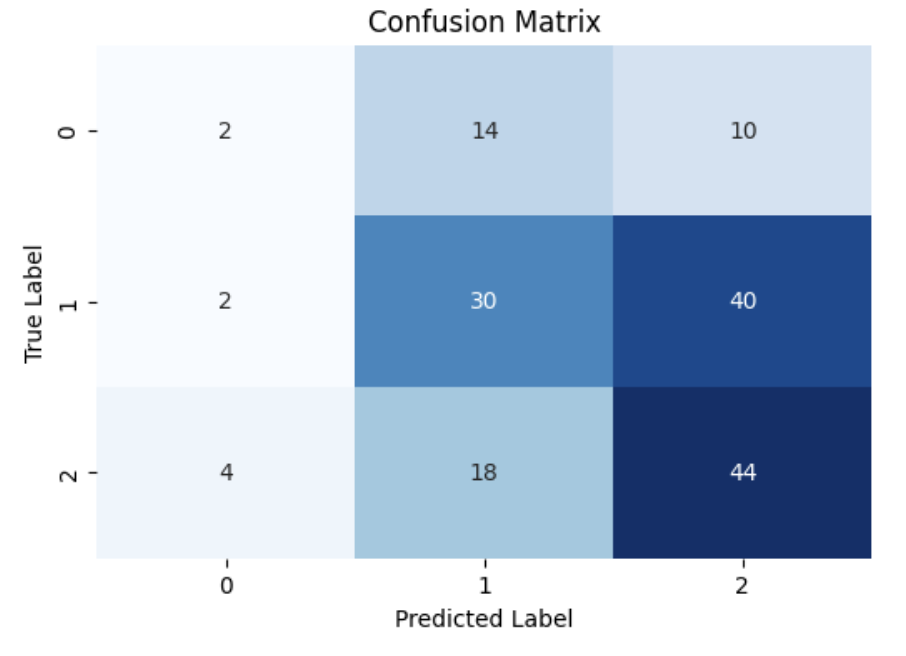 Confusion Matrix
True Label
0 2 14 10
1 2 30 40
2 4 18 44
0 1 2
Predicted Label